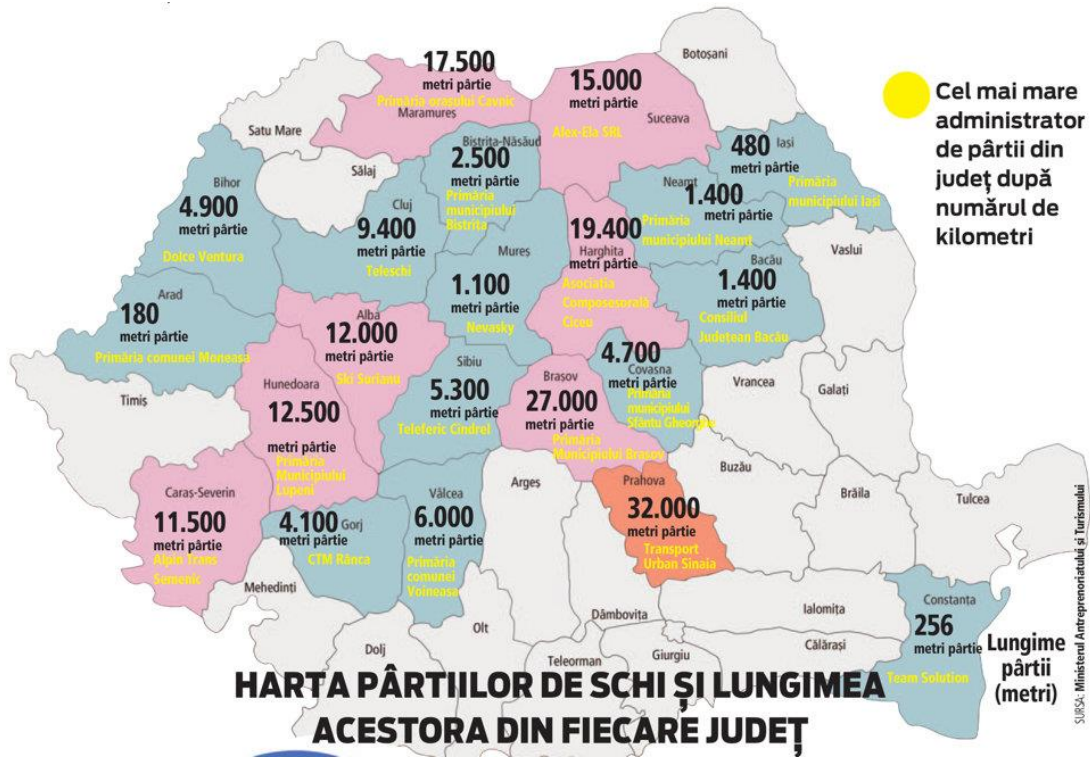 17.500
metri pârtie
Primăria orașului Cavnic
Maramureș
15.000
metri pârtie
Suceava
Alex-Ela SRL
Botoșani
Cel mai mare
administrator
de pârtii din
județ după
numărul de
kilometri
Satu Mare
Sălaj
Bistrița-Năsăud
2.500
metri pârtie
Primăria
municipiului
Bistrita
480
Iași
metri pârtie
Primăria
municipiului Iași
Neamț
1.400
metri pârtie
Primăria
municipiului Neamț
Bihor
4.900
metri pârtie
Dolce Ventura
Cluj
9.400
metri pârtie
Teleschi
Mureș
1.100
metri pârtie
Nevasky
19.400
Harghita
metri pârtie
Asociația
Composesorală
Ciceu
Bacău
1.400
metri pârtie
Consiliul
Județean Bacău
Vaslui
Arad
180
metri pârtie
Primăria comunei Moneasa
Alba
12.000
metri pârtie
Ski Surianu
Sibiu
5.300
metri pârtie
Teleferic Cindrel
4.700
Covasna
metri pârtie
Primăria
municipiului
Sfântu Gheorghe
Brașov
27.000
metri pârtie
Primăria
Municipiului Brașov
Vrancea
Galați
Timiș
Hunedoara
12.500
metri pârtie
Primăria
Municipiului
Lupeni
Caraș-Severin
11.500
metri pârtie
Alpin Trans
Semenic
4.100
Gorj
metri pârtie
CTM Rânca
Vâlcea
6.000
metri pârtie
Primăria
comunei
Voineasa
Argeș
Prahova
32.000
metri pârtie
Transport
Urban Sinaia
Buzău
Brăila
Tulcea
Mehedinți
Dâmbovița
Ialomița
Olt
Dolj
Teleorman
Giurgiu
Călărași
Constanța
256
metri pârtie
Team Solution
Lungime
pârtii
(metri)
SURSA: Ministerul Antreprenoriatului și Turismului
HARTA PÂRTIILOR DE SCHI ȘI LUNGIMEA
ACESTORA DIN FIECARE JUDEȚ